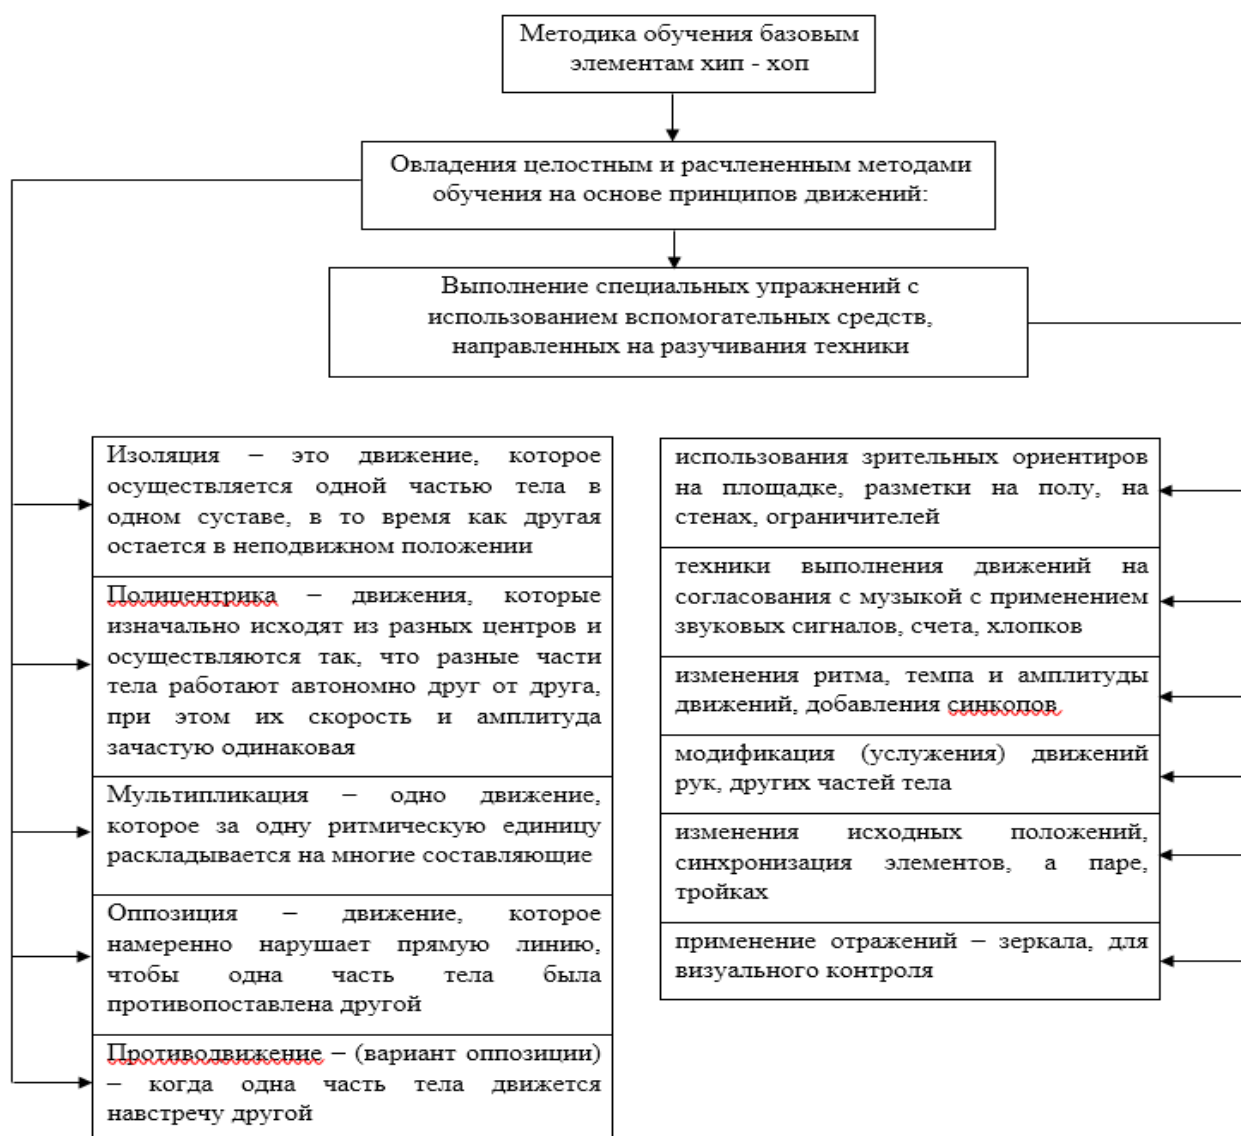 Методика обучения базовым
элементам хип - хоп
Овладения целостным и расчлененным методами
обучения на основе принципов движений:
Выполнение специальных упражнений с
использованием вспомогательных средств,
направленных на разучивания техники
Изоляция – это движение, которое
осуществляется одной частью тела в
одном суставе, в то время как другая
остается в неподвижном положении
Полицентрика – движения, которые
изначально исходят из разных центров и
осуществляются так, что разные части
тела работают автономно друг от друга,
при этом их скорость и амплитуда
зачастую одинаковая
Мультипликация – одно движение,
которое за одну ритмическую единицу
раскладывается на многие составляющие
Оппозиция – движение, которое
намеренно нарушает прямую линию,
чтобы одна часть тела была
противопоставлена другой
Противодвижение – (вариант оппозиции)
– когда одна часть тела движется
навстречу другой
использования зрительных ориентиров
на площадке, разметки на полу, на
стенах, ограничителей
техники выполнения движений на
согласования с музыкой с применением
звуковых сигналов, счета, хлопков
изменения ритма, темпа и амплитуды
движений, добавления синкопов
модификация (услужения) движений
рук, других частей тела
изменения исходных положений,
синхронизация элементов, а паре,
тройках
применение отражений – зеркала, для
визуального контроля